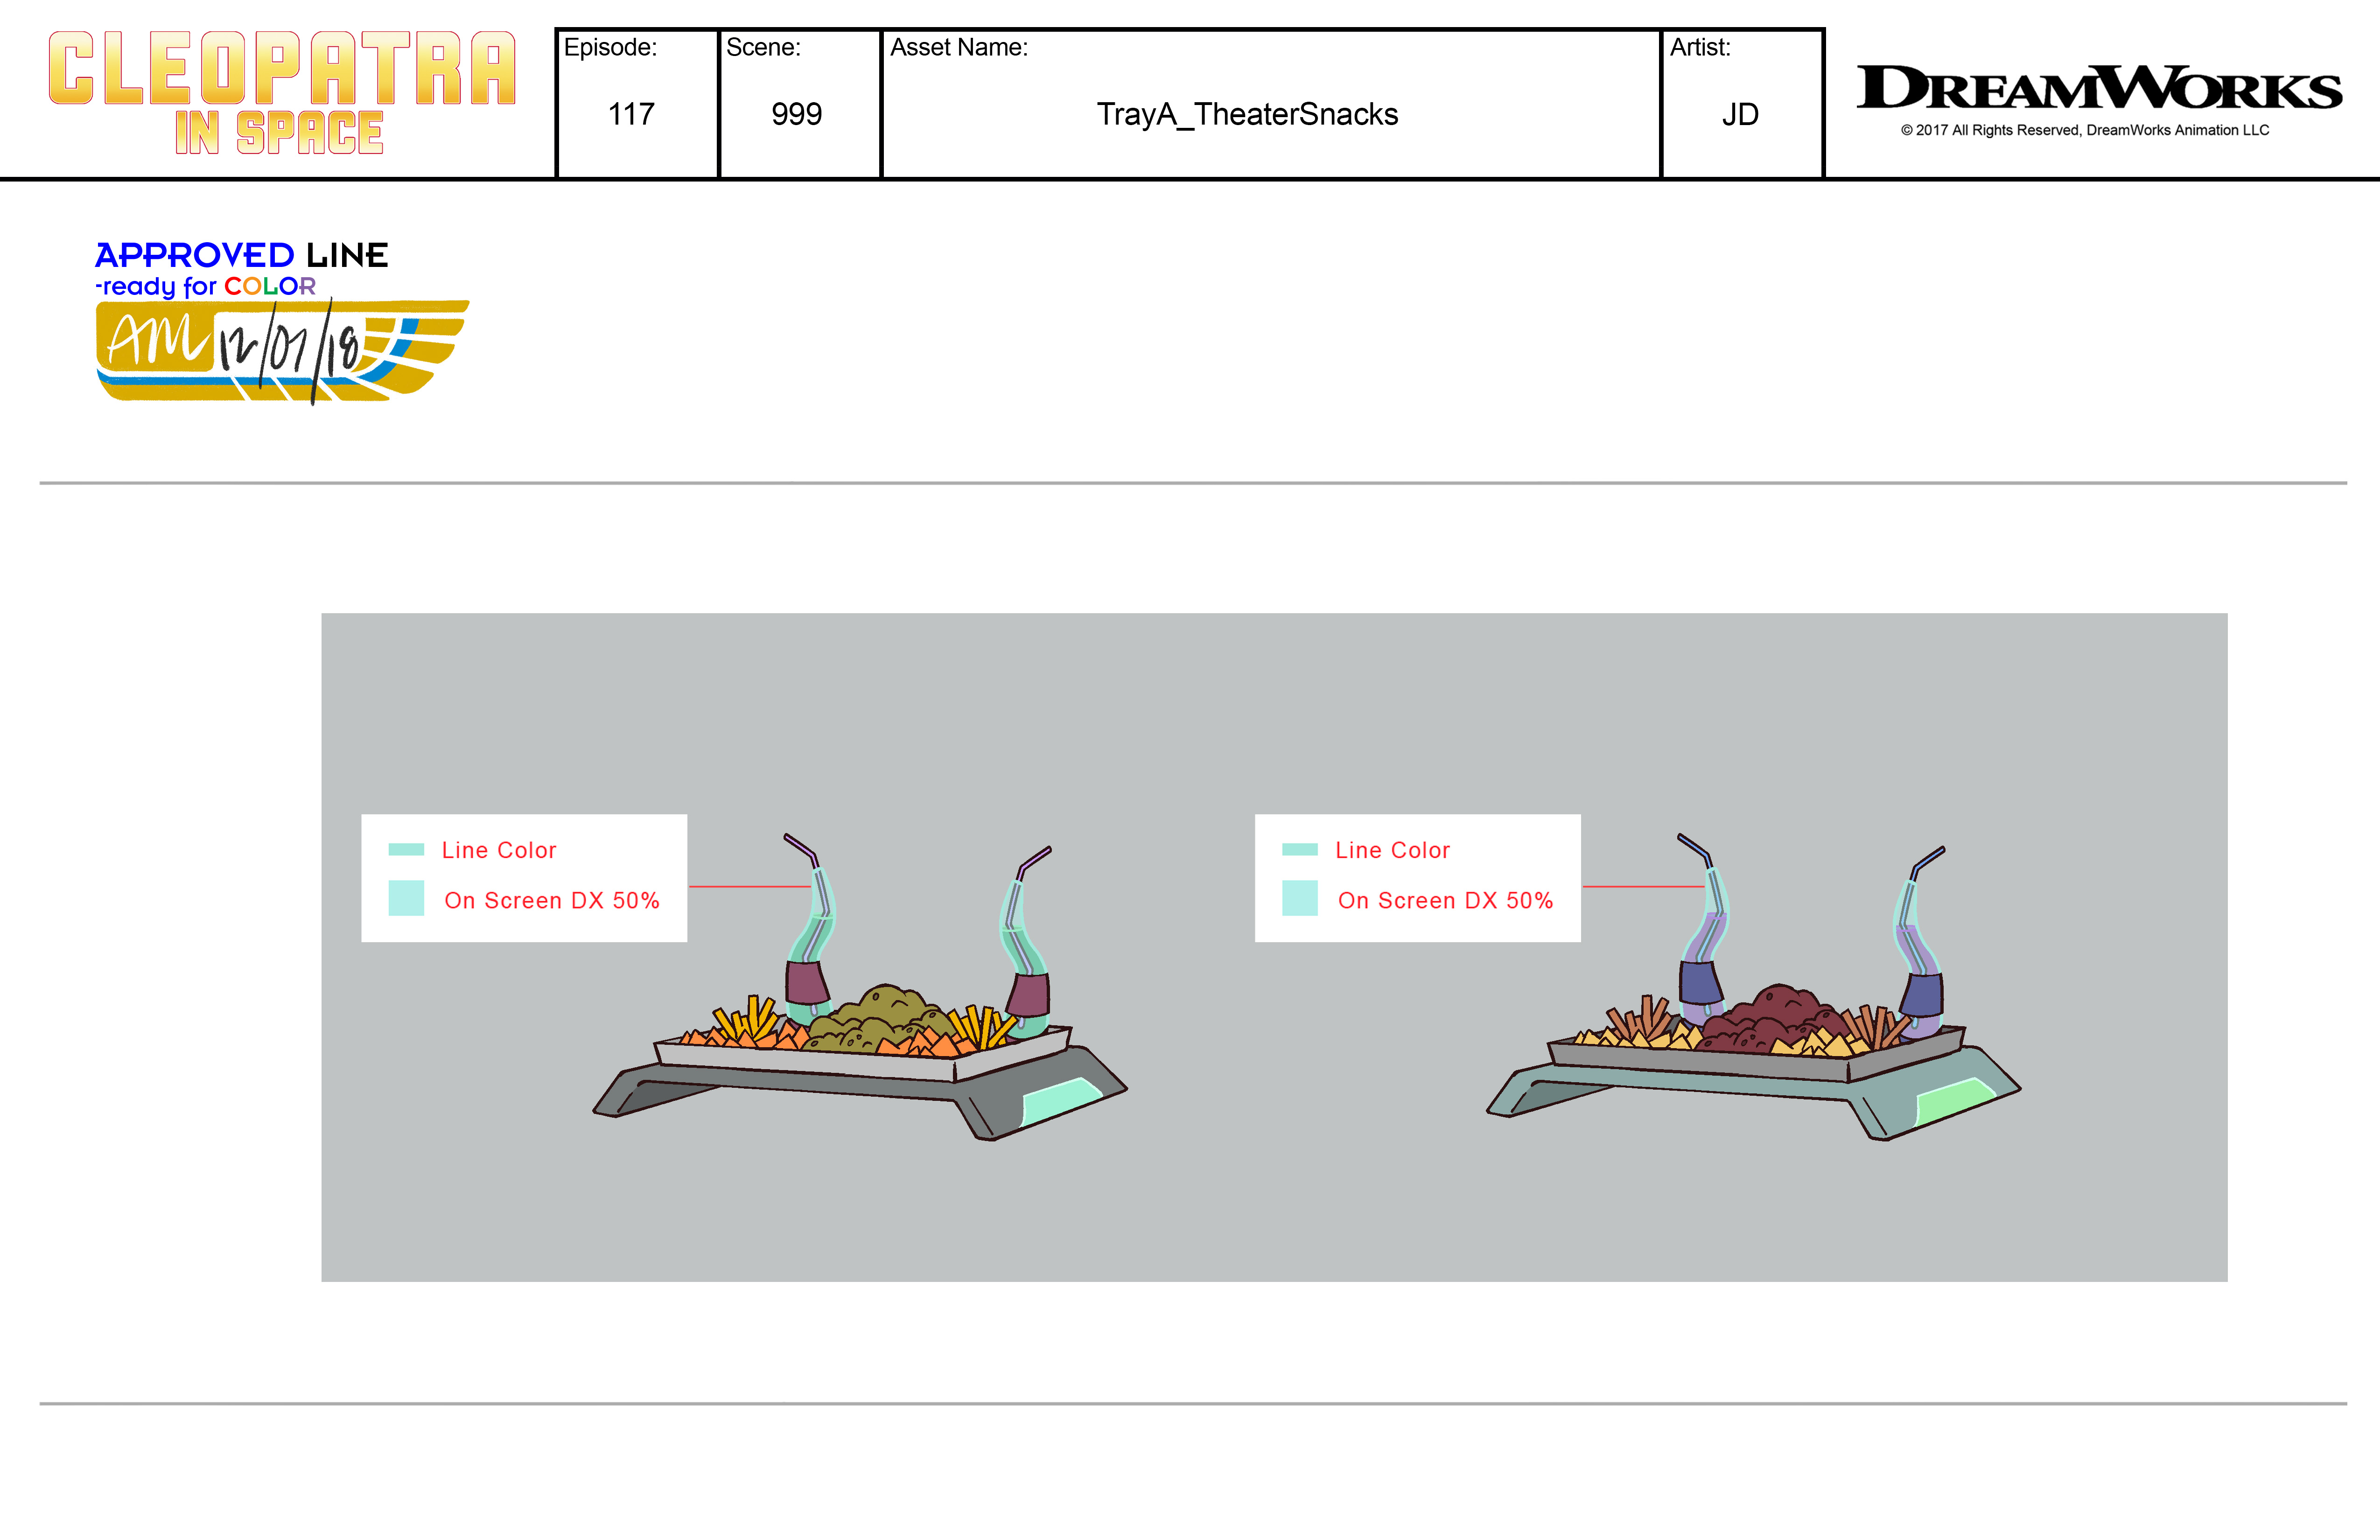 CLEOPATRA
IN SPACE
Episode:
117
Scene:
999
Asset Name:
TrayA_TheaterSnacks
Artist:
JD
DREAMWORKS
© 2017 All Rights Reserved, DreamWorks Animation LLC
APPROVED LINE
-ready for COLOR
AM 12/07/18
Line Color
On Screen DX 50%
Line Color
On Screen DX 50%